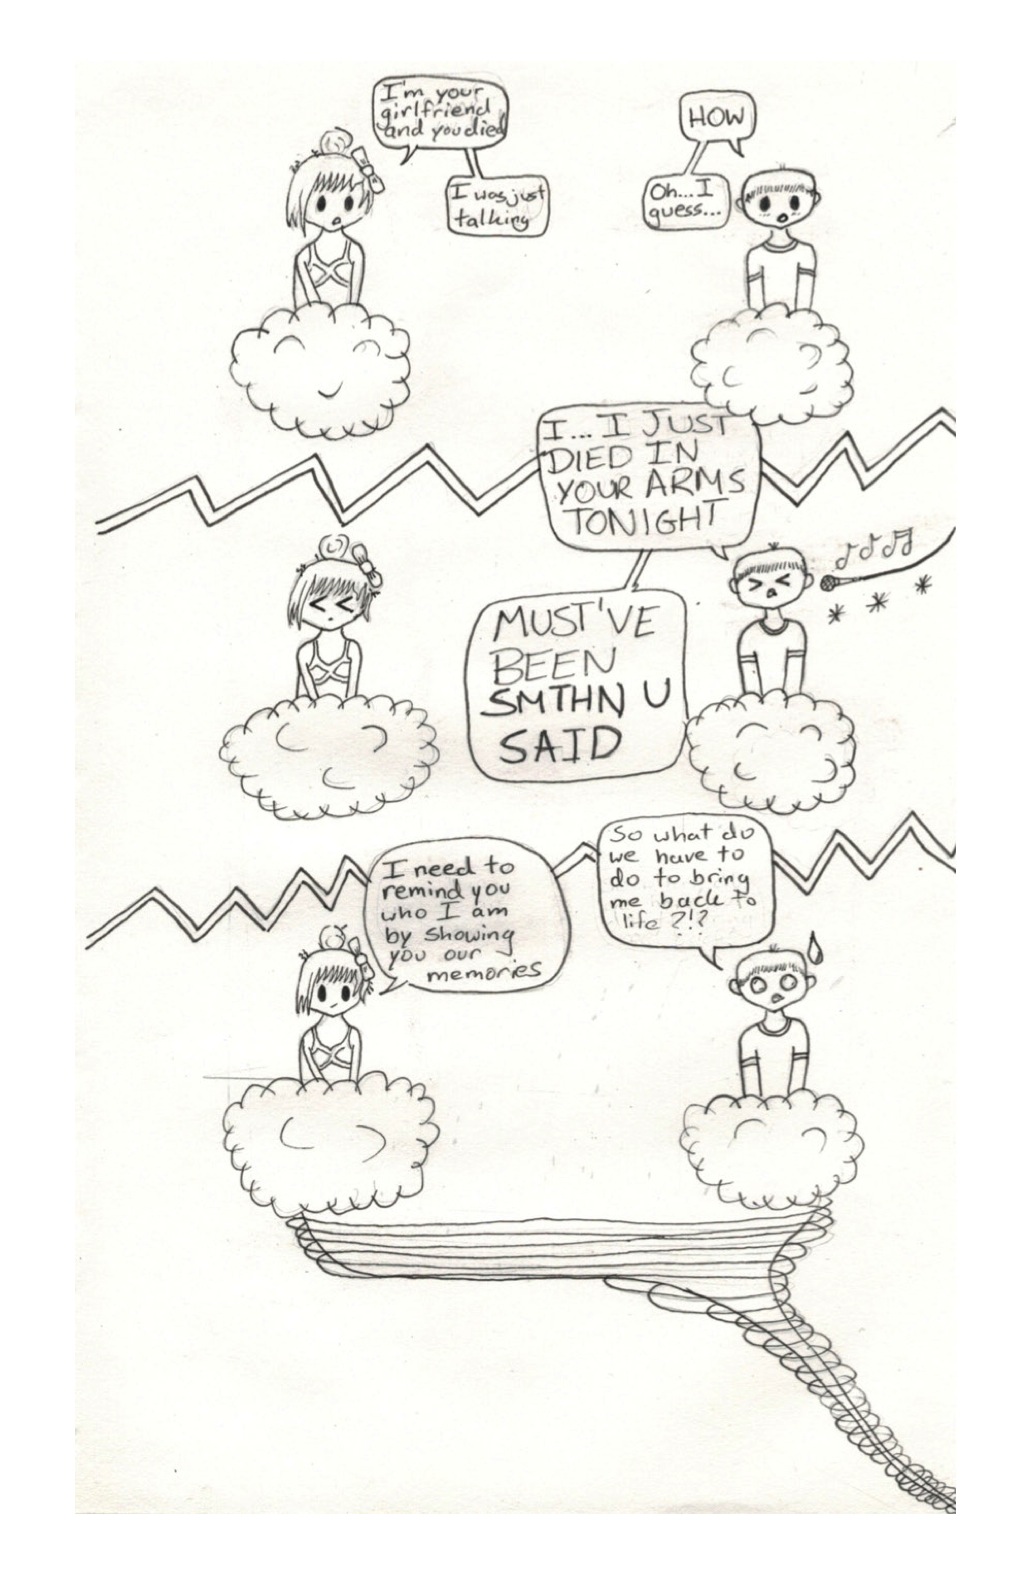 I'm your
girlfriend
and you died
I was just
talking
HOW
Oh...I
guess...
I...I JUST
DIED IN
YOUR ARMS
TONIGHT
MUST'VE
BEEN
SMTHN U
SAID
I need to
remind you
who I am
by showing
you our
memories
So what do
we have to
do to bring
me back to
life?!?